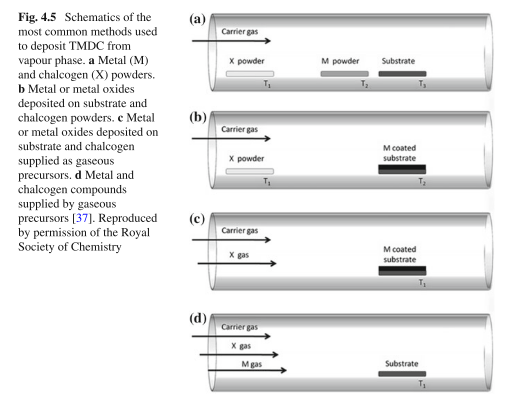 Fig. 4.5 Schematics of the
most common methods used
to deposit TMDC from
vapour phase. a Metal (M)
and chalcogen (X) powders.
b Metal or metal oxides
deposited on substrate and
chalcogen powders. c Metal
or metal oxides deposited on
substrate and chalcogen
supplied as gaseous
precursors. d Metal and
chalcogen compounds
supplied by gaseous
precursors [37]. Reproduced
by permission of the Royal
Society of Chemistry
(a)
Carrier gas
X powder
M powder
Substrate
T₁
T₂
T₃
(b)
Carrier gas
X powder
M coated
substrate
T₁
T₂
(c)
Carrier gas
X gas
M coated
substrate
T₁
(d)
Carrier gas
X gas
M gas
Substrate
T₁